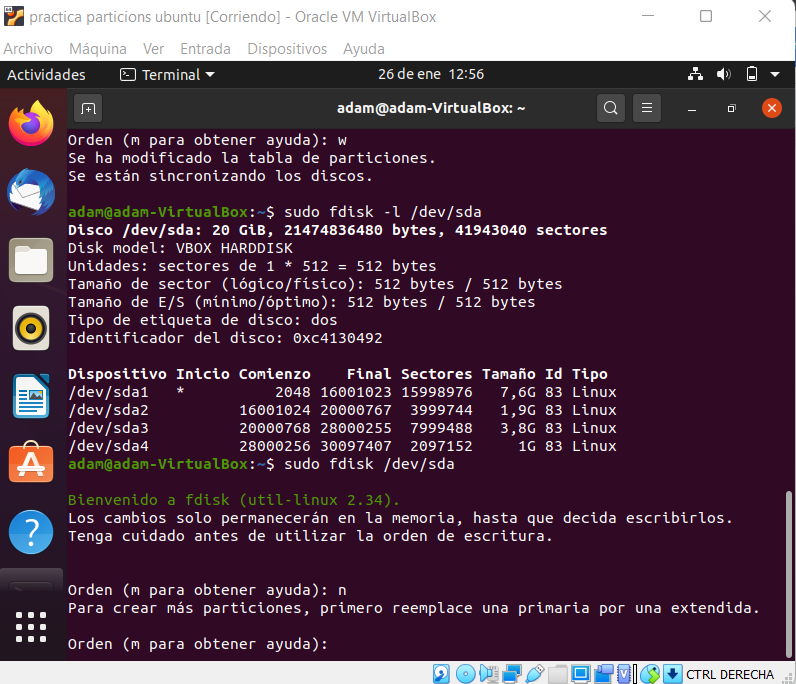 practica particions ubuntu [Corriendo] - Oracle VM VirtualBox
Archivo Máquina Ver Entrada Dispositivos Ayuda
Actividades Terminal 26 de ene 12:56
adam@adam-VirtualBox: ~
Orden (m para obtener ayuda): w
Se ha modificado la tabla de particiones.
Se están sincronizando los discos.
adam@adam-VirtualBox:~$ sudo fdisk -l /dev/sda
Disco /dev/sda: 20 GiB, 21474836480 bytes, 41943040 sectores
Disk model: VBOX HARDDISK
Unidades: sectores de 1 * 512 = 512 bytes
Tamaño de sector (lógico/físico): 512 bytes / 512 bytes
Tamaño de E/S (mínimo/óptimo): 512 bytes / 512 bytes
Tipo de etiqueta de disco: dos
Identificador del disco: 0xc4130492
Dispositivo Inicio Comienzo Final Sectores Tamaño Id Tipo
/dev/sda1 * 2048 16001023 15998976 7,6G 83 Linux
/dev/sda2 16001024 20000767 3999744 1,9G 83 Linux
/dev/sda3 20000768 28000255 7999488 3,8G 83 Linux
/dev/sda4 28000256 30097407 2097152 1G 83 Linux
adam@adam-VirtualBox:~$ sudo fdisk /dev/sda
Bienvenido a fdisk (util-linux 2.34).
Los cambios solo permanecerán en la memoria, hasta que decida escribirlos.
Tenga cuidado antes de utilizar la orden de escritura.
Orden (m para obtener ayuda): n
Para crear más particiones, primero reemplace una primaria por una extendida.
Orden (m para obtener ayuda):
CTRL DERECHA